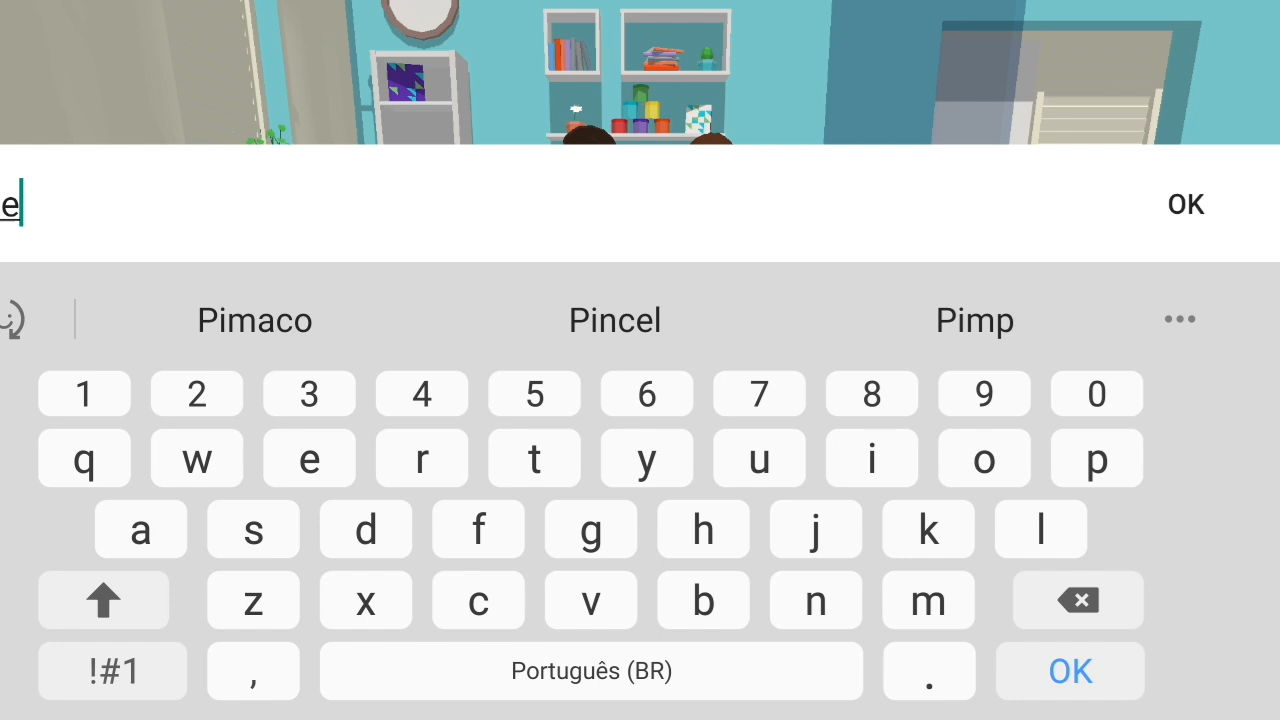 e
OK
Pimaco Pincel Pimp
1 2 3 4 5 6 7 8 9 0
q w e r t y u i o p
a s d f g h j k l
z x c v b n m
!#1 , Português (BR) . OK